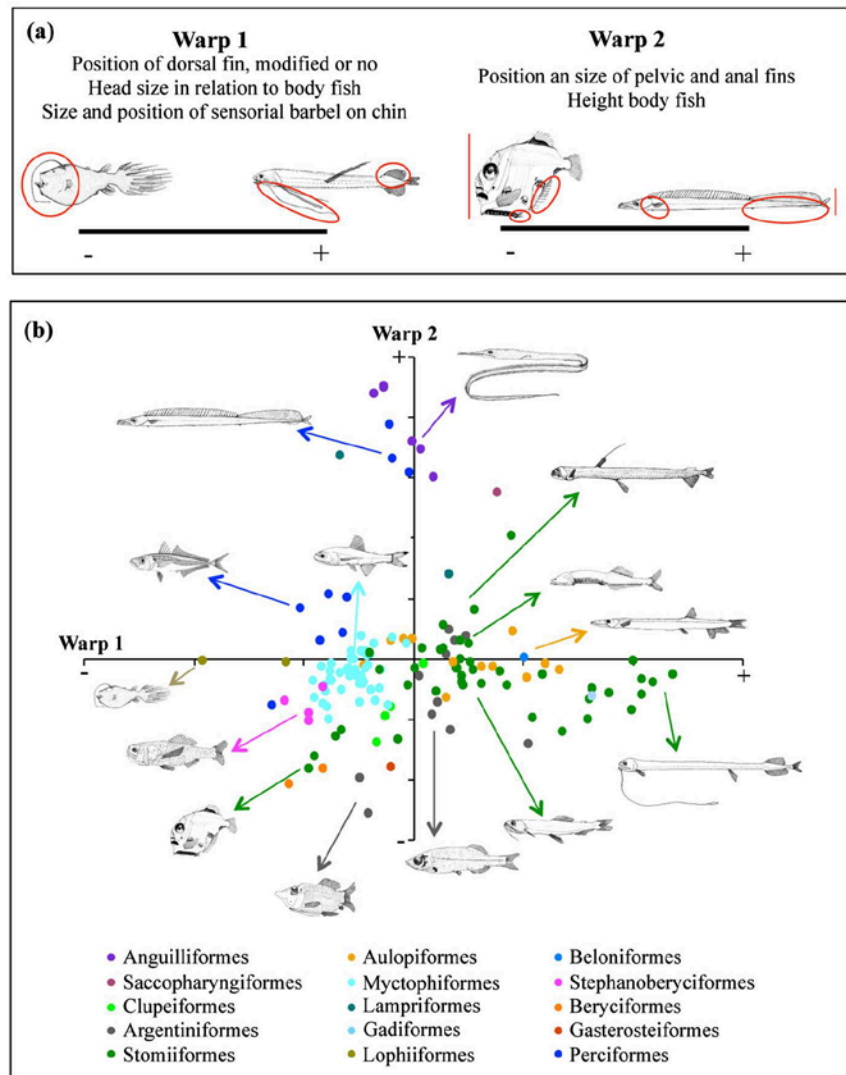 (a)
Warp 1
Position of dorsal fin, modified or no
Head size in relation to body fish
Size and position of sensorial barbel on chin
- +
Warp 2
Position an size of pelvic and anal fins
Height body fish
- +
(b)
Warp 2
+
Warp 1
- +
-
Anguilliformes
Saccopharyngiformes
Clupeiformes
Argentiniformes
Stomiiformes
Aulopiformes
Myctophiformes
Lampriformes
Gadiformes
Lophiiformes
Beloniformes
Stephanoberyciformes
Beryciformes
Gasterosteiformes
Perciformes